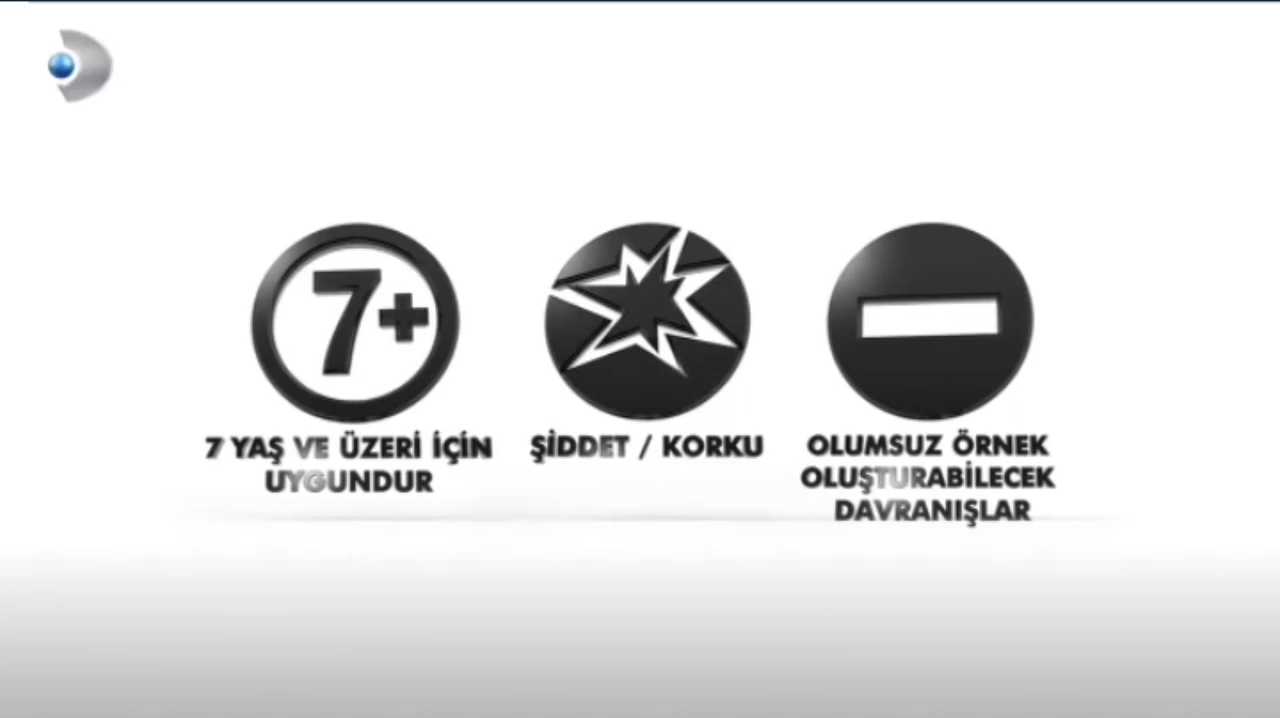 7+
7 YAŞ VE ÜZERİ İÇİN
UYGUNDUR
ŞİDDET / KORKU
OLUMSUZ ÖRNEK
OLUŞTURABİLECEK
DAVRANIŞLAR